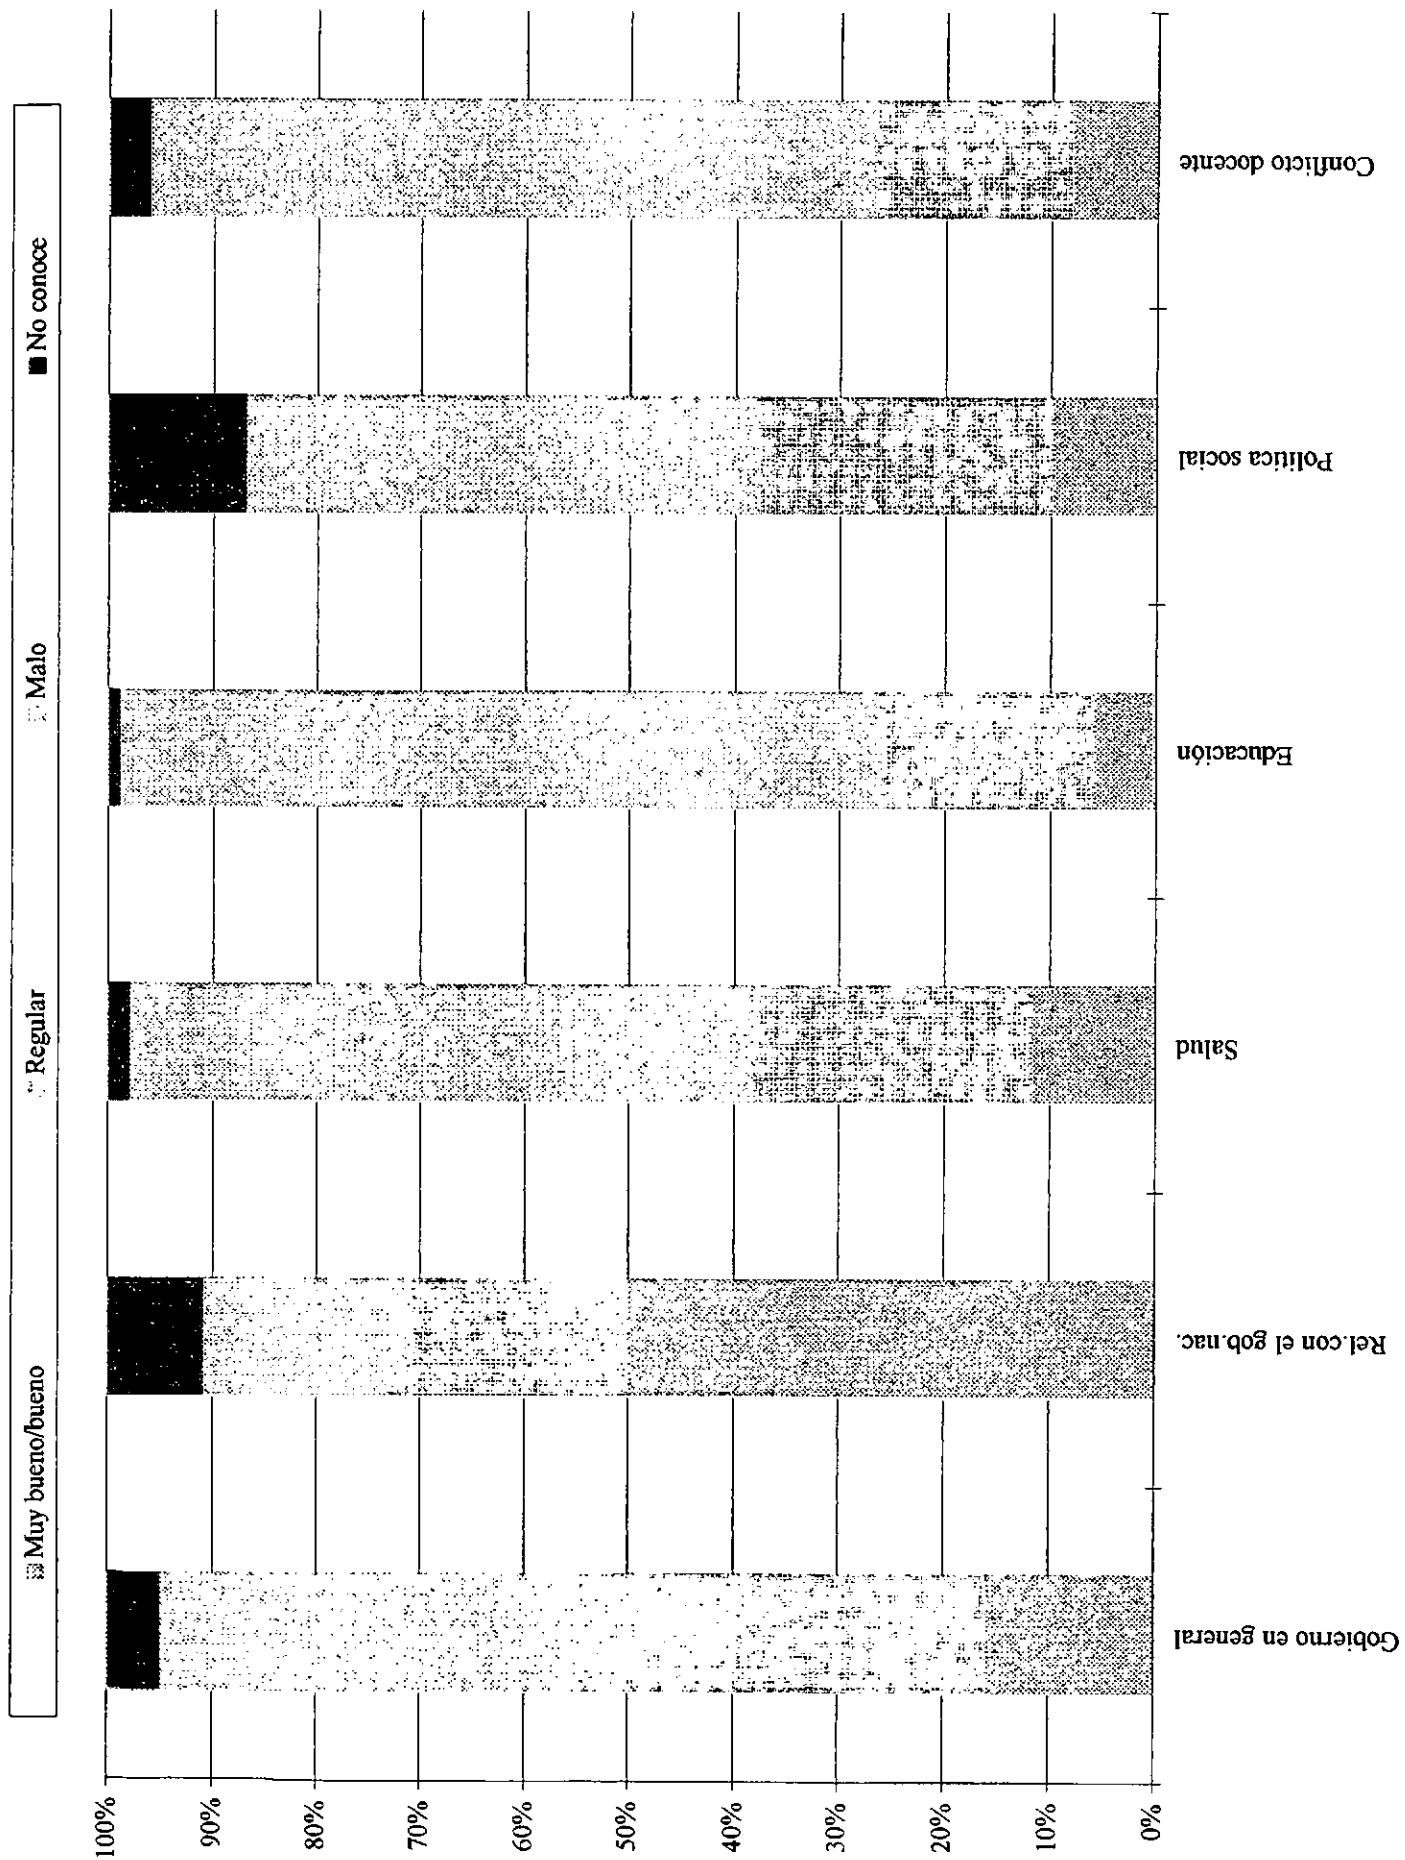 Muy bueno/bueno
Regular
Malo
No conoce
100%
90%
80%
70%
60%
50%
40%
30%
20%
10%
0%
Gobierno en general
Rel.con el gob.nac.
Salud
Educación
Política social
Conflicto docente